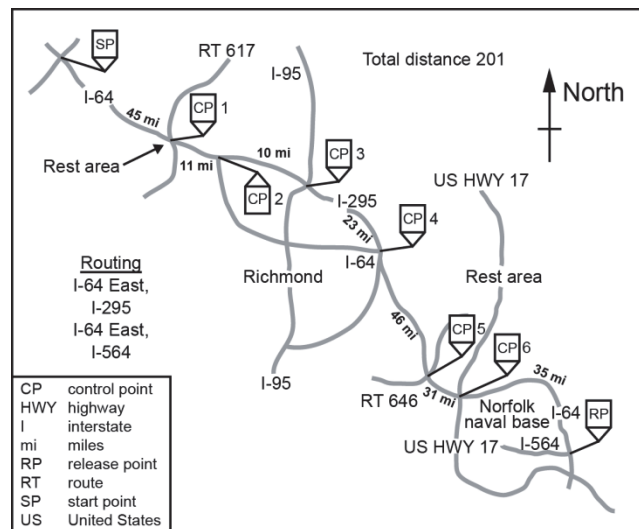 SP
RT 617
I-95
Total distance 201
North
I-64
45 mi
CP 1
Rest area
11 mi
10 mi
CP 2
CP 3
US HWY 17
I-295
23 mi
CP 4
Routing
I-64 East,
I-295
I-64 East,
I-564
Richmond
I-64
Rest area
46 mi
CP 5
CP 6
I-95
RT 646
31 mi
35 mi
Norfolk
naval base
I-64
RP
US HWY 17
I-564
CP control point
HWY highway
I interstate
mi miles
RP release point
RT route
SP start point
US United States